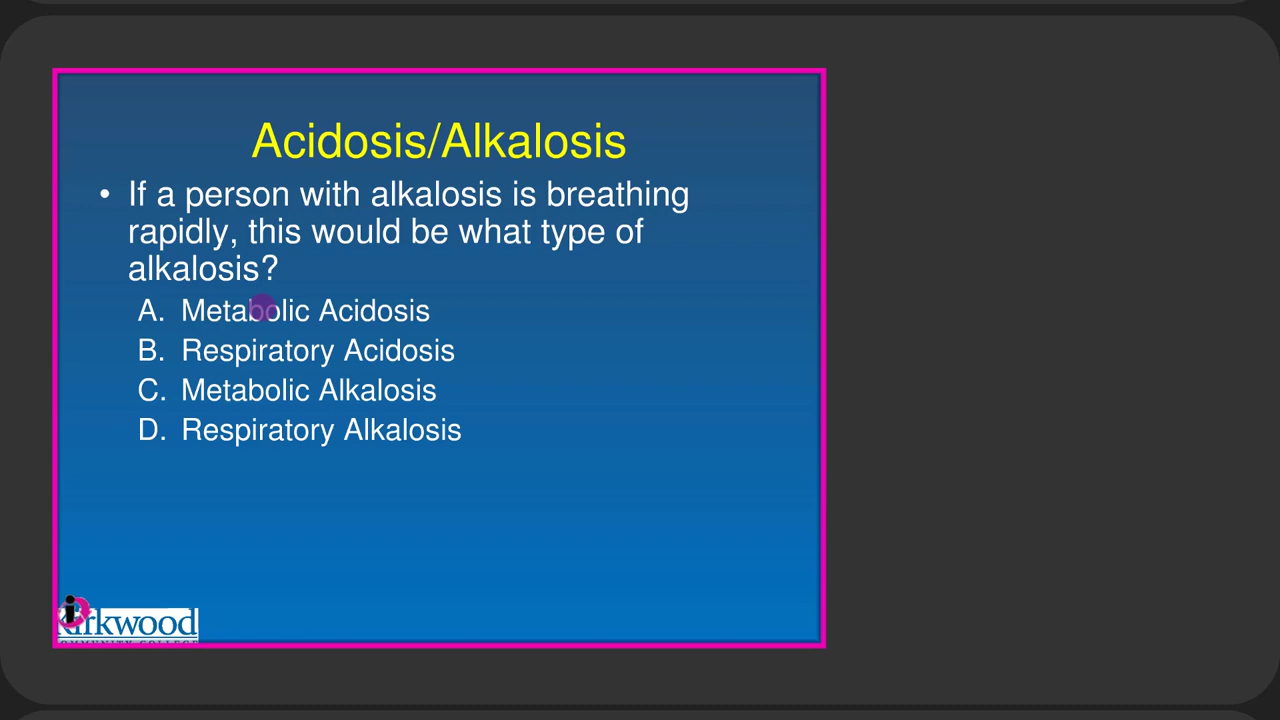 Acidosis/Alkalosis
• If a person with alkalosis is breathing
rapidly, this would be what type of
alkalosis?
A. Metabolic Acidosis
B. Respiratory Acidosis
C. Metabolic Alkalosis
D. Respiratory Alkalosis
Kirkwood